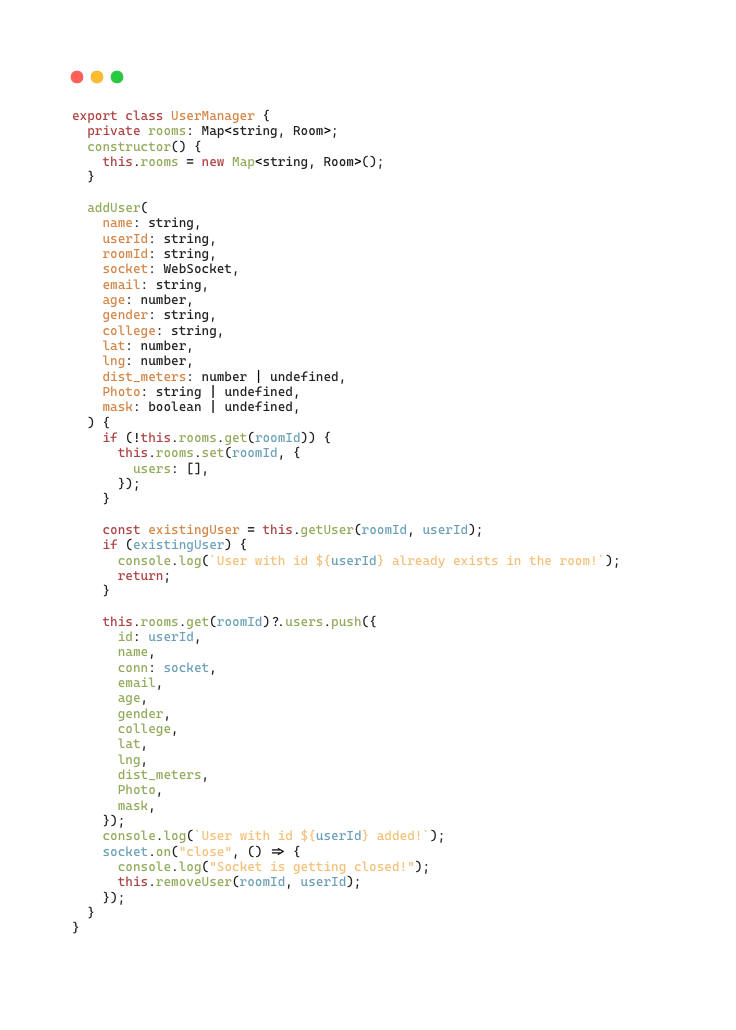 export class UserManager {
  private rooms: Map<string, Room>;
  constructor() {
    this.rooms = new Map<string, Room>();
  }

  addUser(
    name: string,
    userId: string,
    roomId: string,
    socket: WebSocket,
    email: string,
    age: number,
    gender: string,
    college: string,
    lat: number,
    lng: number,
    dist_meters: number | undefined,
    Photo: string | undefined,
    mask: boolean | undefined,
  ) {
    if (!this.rooms.get(roomId)) {
      this.rooms.set(roomId, {
        users: [],
      });
    }

    const existingUser = this.getUser(roomId, userId);
    if (existingUser) {
      console.log(`User with id ${userId} already exists in the room!`);
      return;
    }

    this.rooms.get(roomId)?.users.push({
      id: userId,
      name,
      conn: socket,
      email,
      age,
      gender,
      college,
      lat,
      lng,
      dist_meters,
      Photo,
      mask,
    });
    console.log(`User with id ${userId} added!`);
    socket.on("close", () => {
      console.log("Socket is getting closed!");
      this.removeUser(roomId, userId);
    });
  }
}